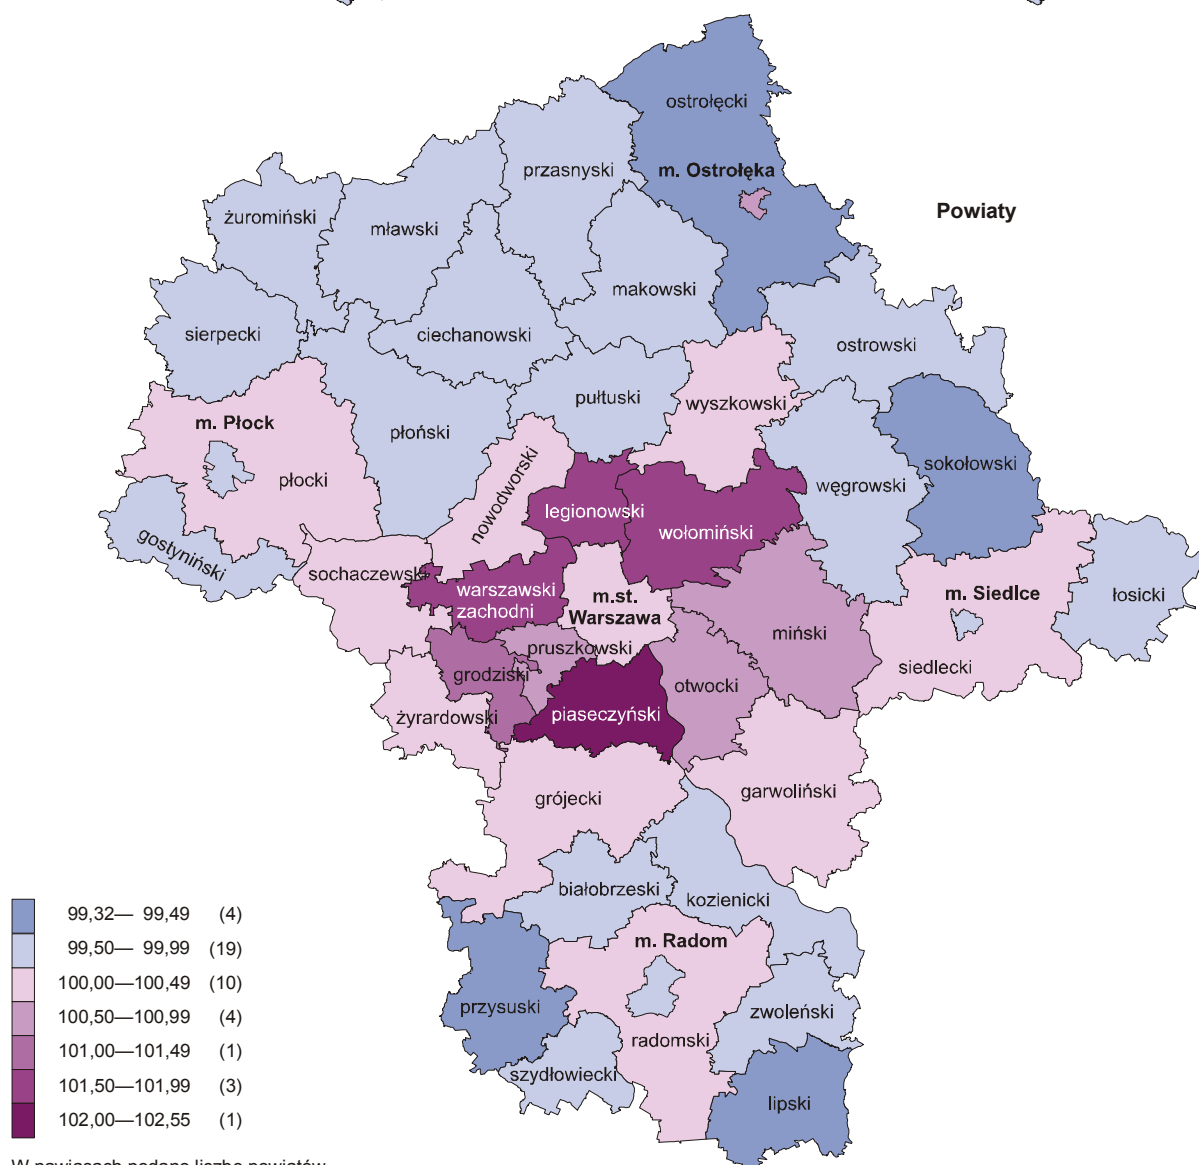 ostrołęcki
przasnyski
m. Ostrołęka
Powiaty
żuromiński
mławski
makowski
sierpecki
ciechanowski
ostrowski
pułtuski
wyszkowski
m. Płock
płoński
sokołowski
płocki
węgrowski
nowodworski
legionowski
wołomiński
gostyniński
sochaczewski
warszawski
zachodni
m.st.
Warszawa
m. Siedlce
łosicki
miński
pruszkowski
siedlecki
grodziski
otwocki
żyrardowski
piaseczyński
grójecki
garwoliński
białobrzeski
kozienicki
m. Radom
przysuski
zwoleński
radomski
szydłowiecki
lipski
99,32— 99,49 (4)
99,50— 99,99 (19)
100,00—100,49 (10)
100,50—100,99 (4)
101,00—101,49 (1)
101,50—101,99 (3)
102,00—102,55 (1)
W nawiasach podano liczbę powiatów